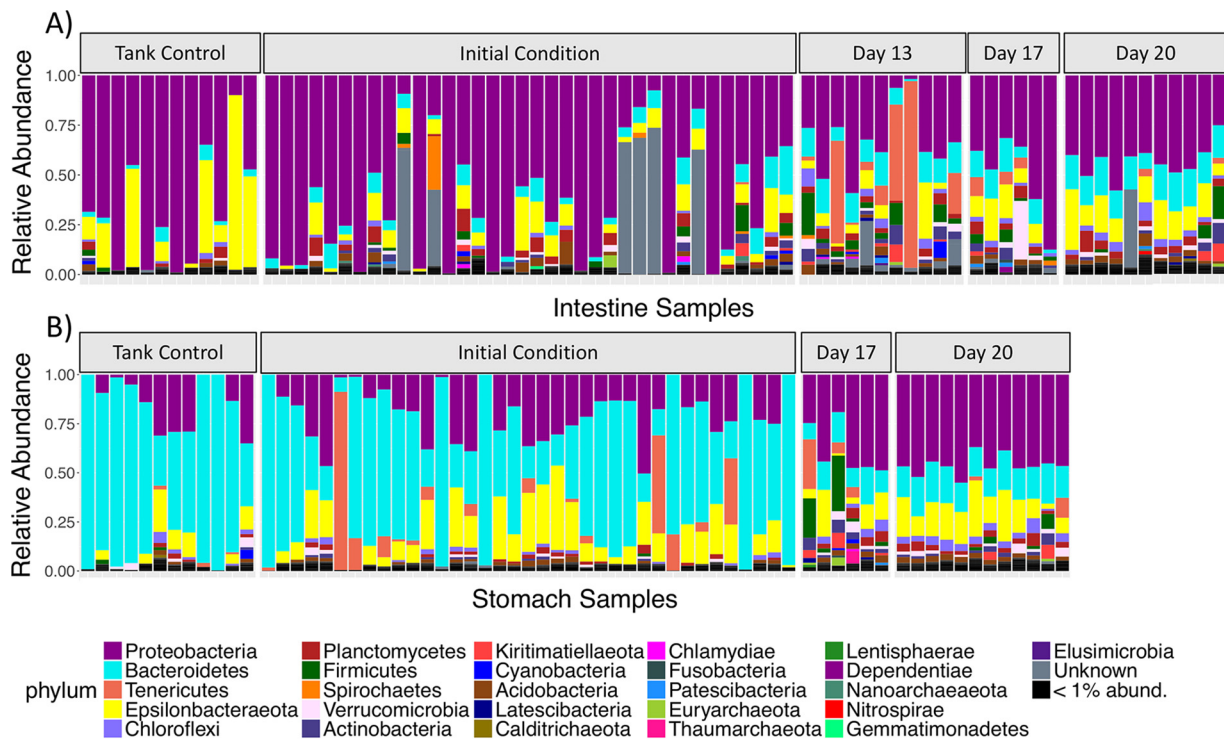 A)
Tank Control Initial Condition Day 13 Day 17 Day 20
Relative Abundance
1.00
0.75
0.50
0.25
0.00
Intestine Samples
B)
Tank Control Initial Condition Day 17 Day 20
Relative Abundance
1.00
0.75
0.50
0.25
0.00
Stomach Samples
phylum
Proteobacteria Planctomycetes Kiritimatiellaeota Chlamydiae Lentisphaerae Elusimicrobia
Bacteroidetes Firmicutes Cyanobacteria Fusobacteria Dependentiae Unknown
Tenericutes Spirochaetes Acidobacteria Patescibacteria Nanoarchaeaeota < 1% abund.
Epsilonbacteraeota Verrucomicrobia Latescibacteria Euryarchaeota Nitrospirae
Chloroflexi Actinobacteria Calditrichaeota Thaumarchaeota Gemmatimonadetes